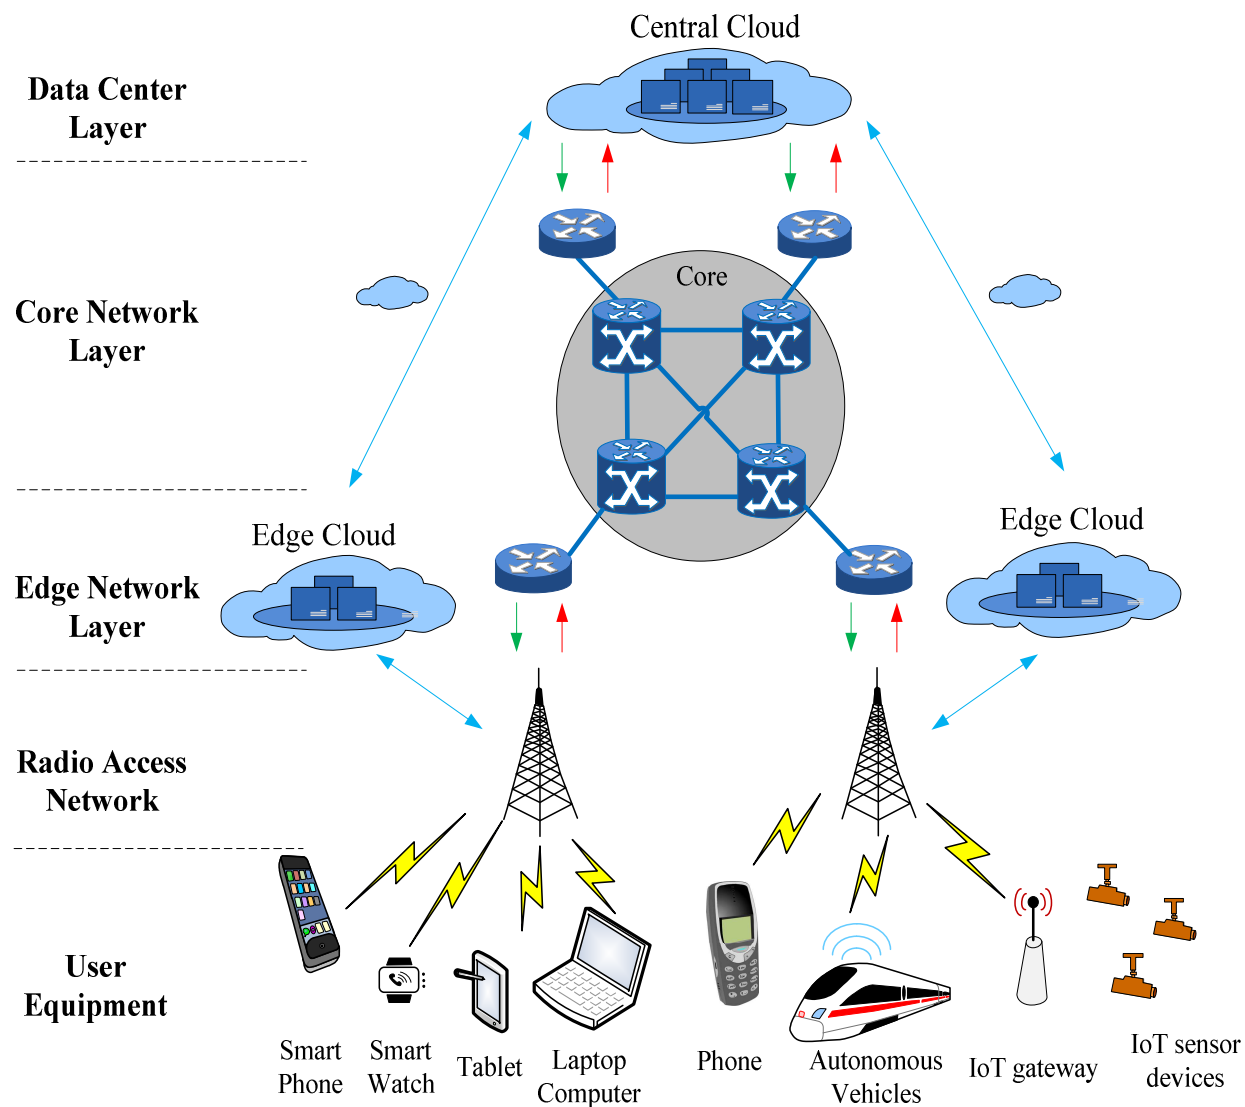 Central Cloud
Data Center
Layer
Core
Core Network
Layer
Edge Cloud
Edge Cloud
Edge Network
Layer
Radio Access
Network
User
Equipment
Smart
Phone
Smart
Watch
Tablet
Laptop
Computer
Phone
Autonomous
Vehicles
IoT gateway
IoT sensor
devices